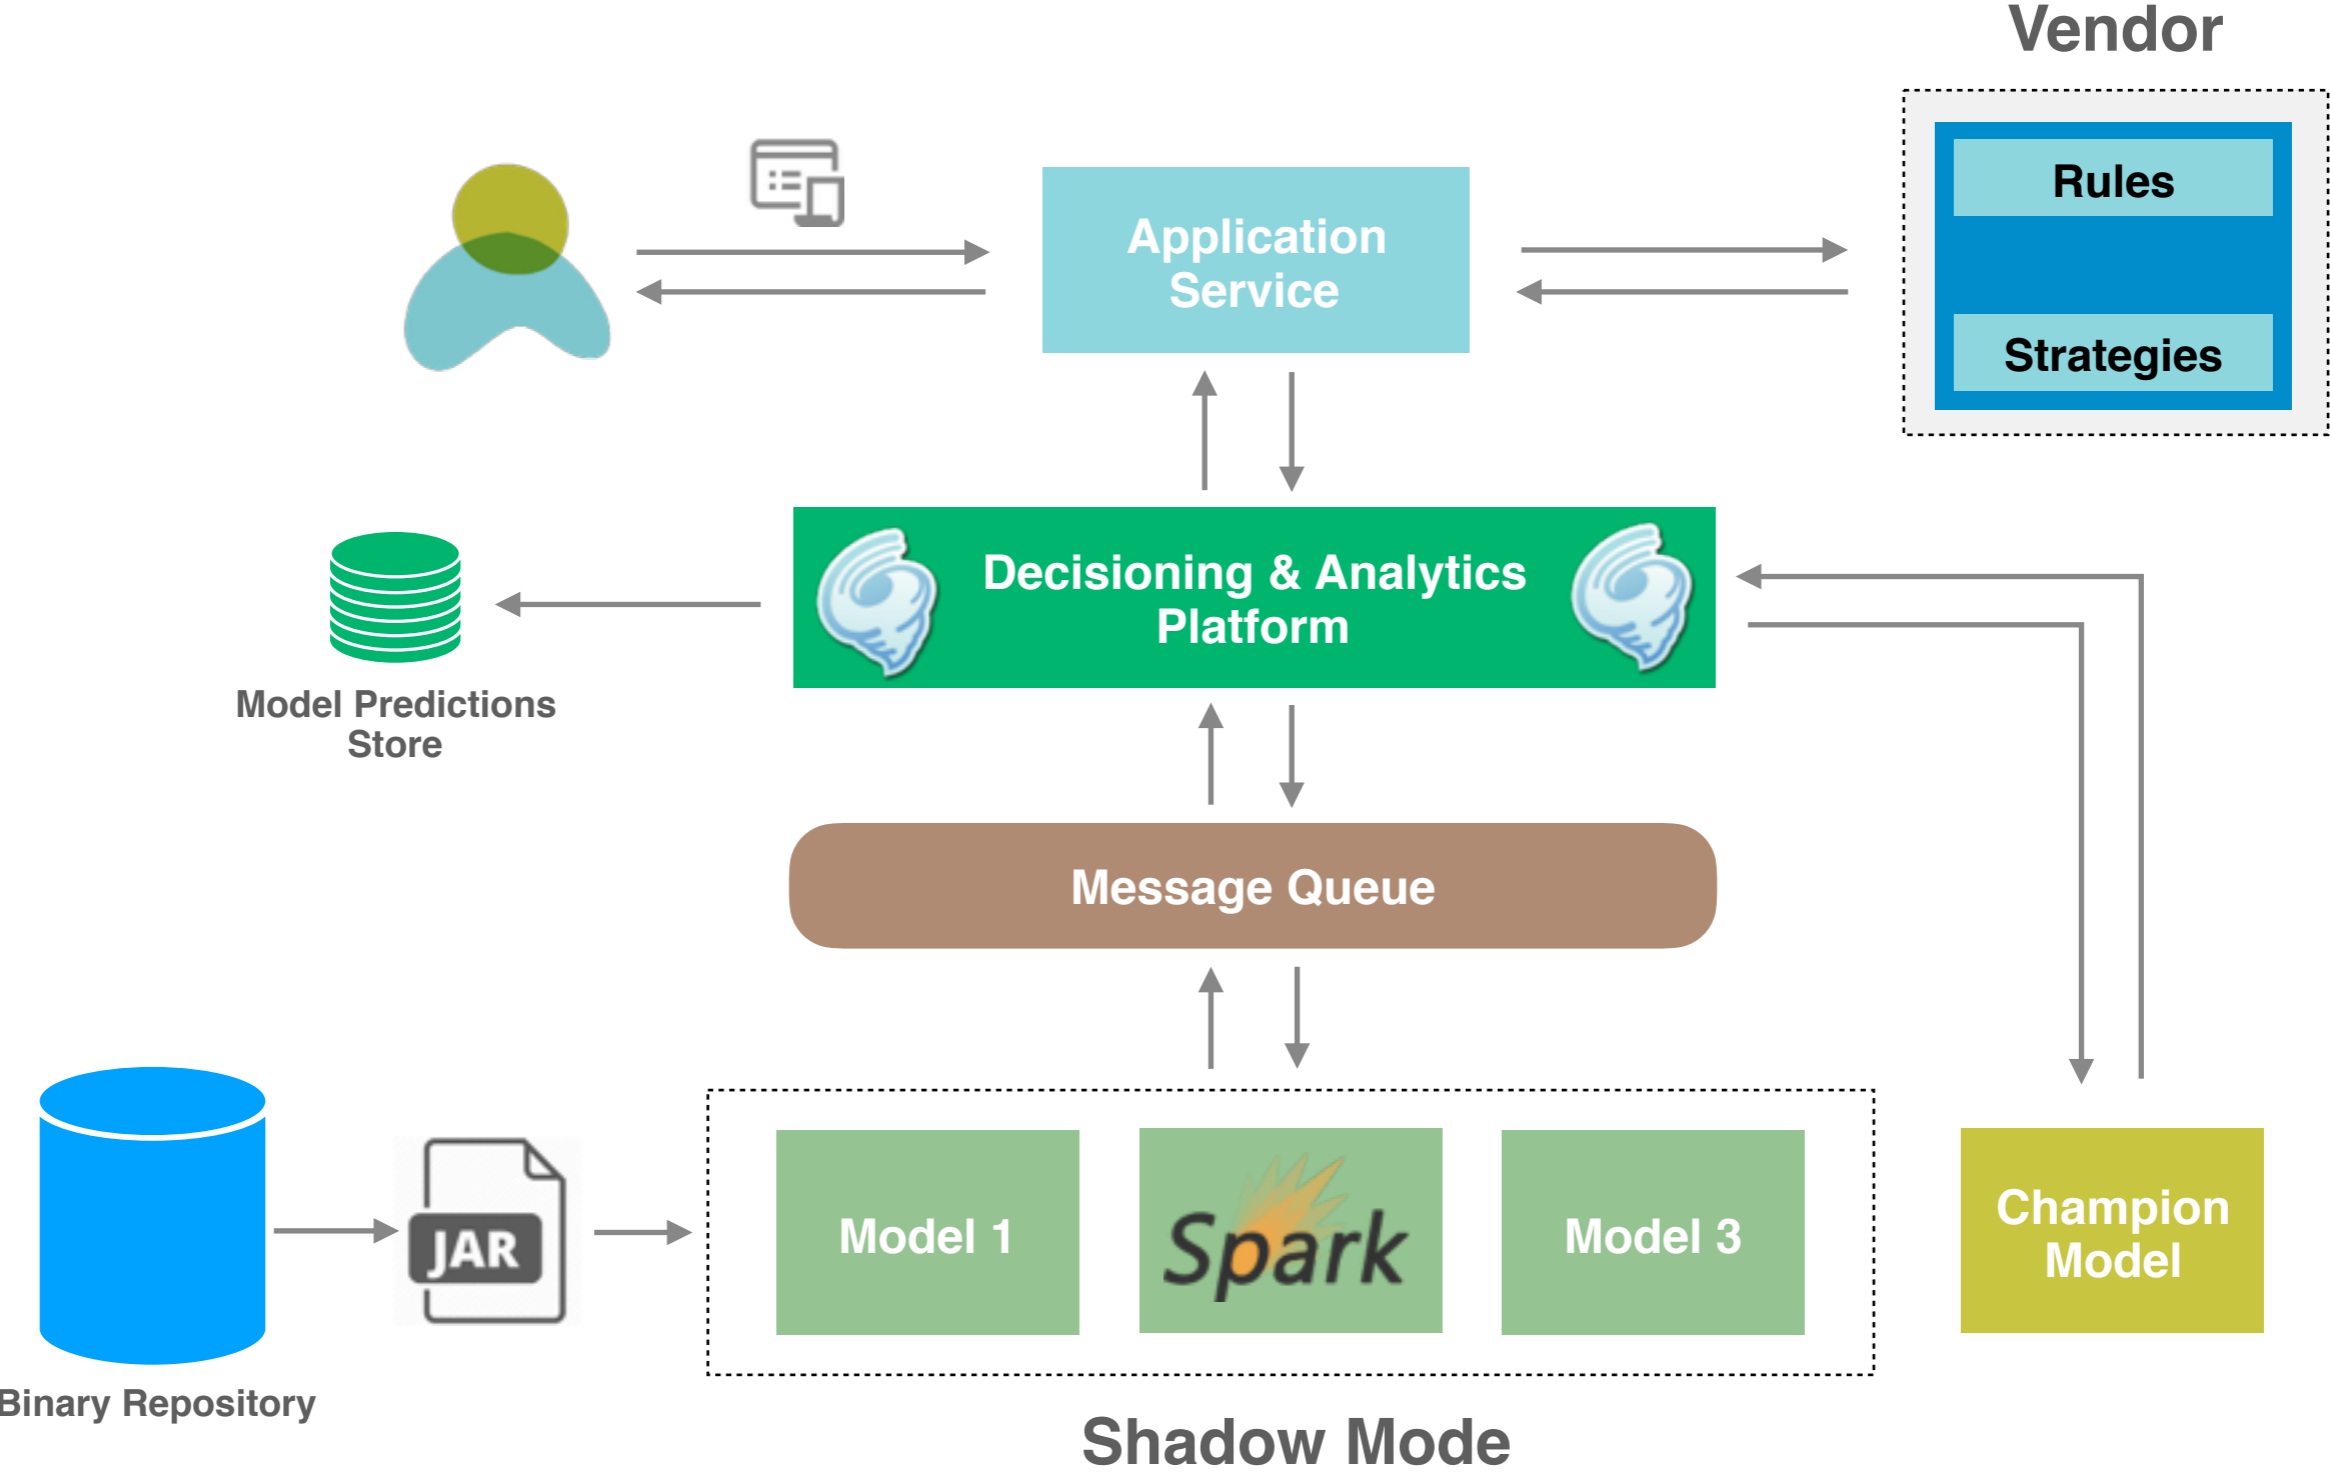 Vendor
Rules
Application
Service
Strategies
Decisioning & Analytics
Platform
Model Predictions
Store
Message Queue
Model 1
Spark
Model 3
Champion
Model
JAR
Binary Repository
Shadow Mode